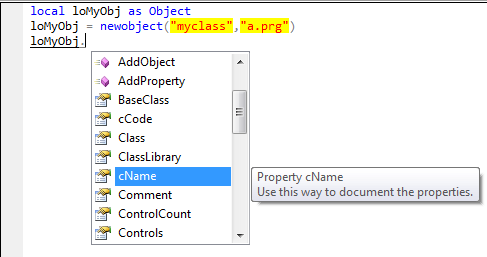 local loMyObj as Object
loMyObj = newobject("myclass","a.prg")
loMyObj.
AddObject
AddProperty
BaseClass
cCode
Class
ClassLibrary
cName
Comment
ControlCount
Controls
Property cName
Use this way to document the properties.